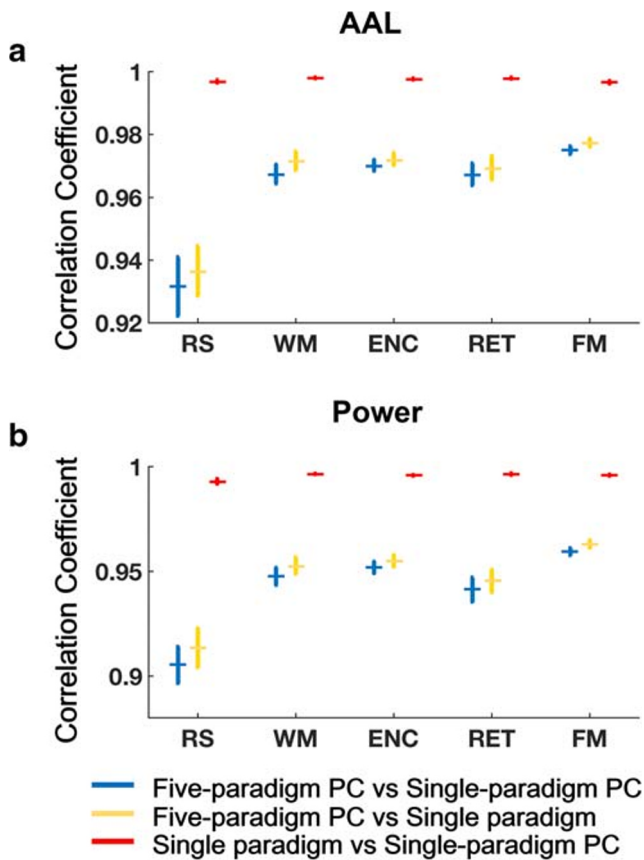 AAL
a
Correlation Coefficient
1
0.98
0.96
0.94
0.92
RS WM ENC RET FM
Power
b
Correlation Coefficient
1
0.95
0.9
RS WM ENC RET FM
Five-paradigm PC vs Single-paradigm PC
Five-paradigm PC vs Single paradigm
Single paradigm vs Single-paradigm PC